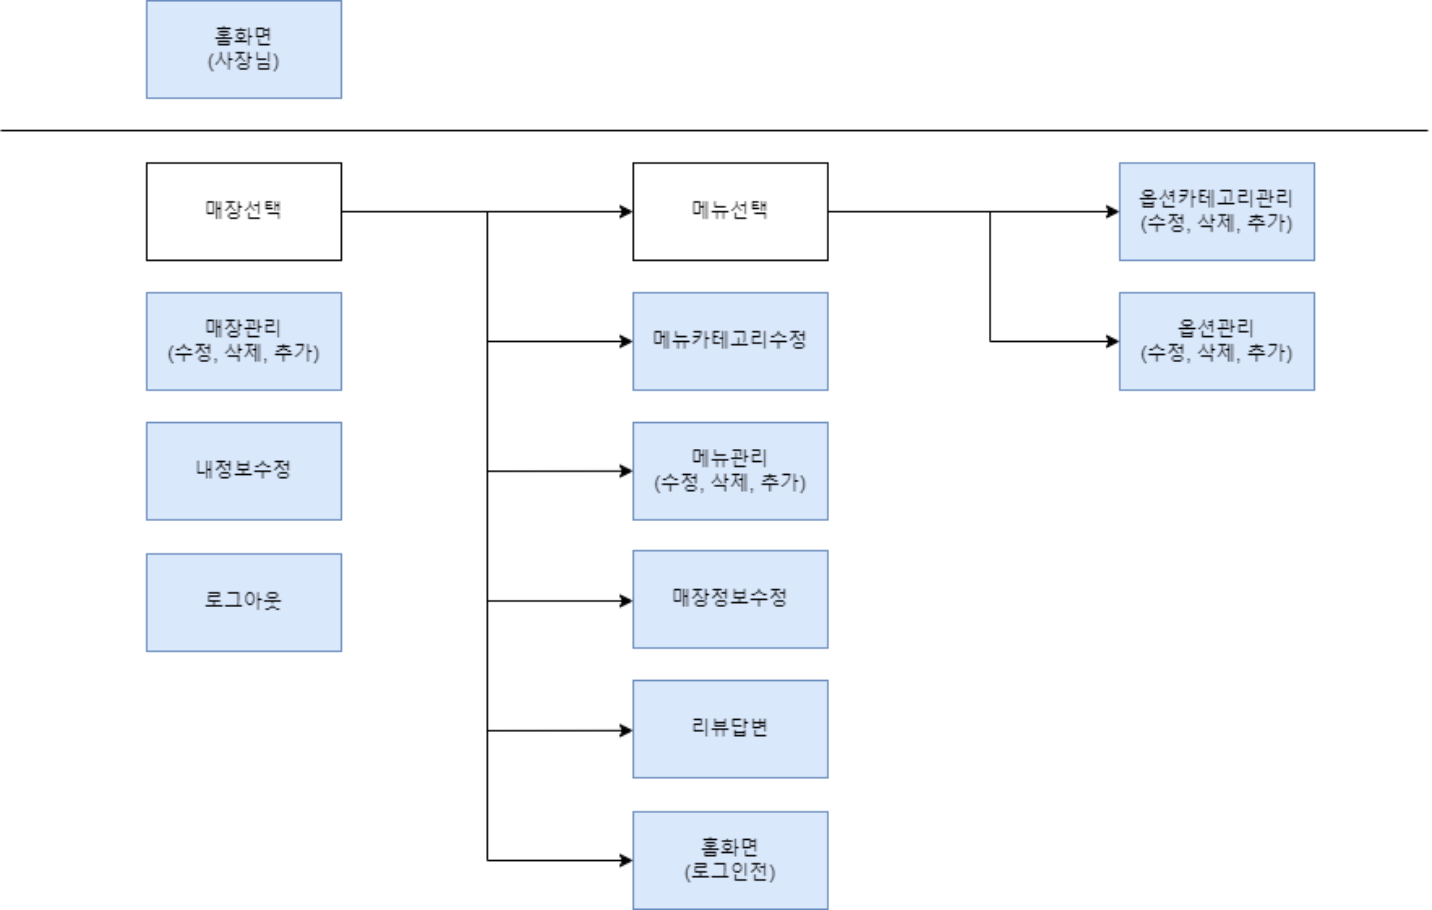 홈화면
(사장님)
매장선택
메뉴선택
옵션카테고리관리
(수정, 삭제, 추가)
매장관리
(수정, 삭제, 추가)
메뉴카테고리수정
옵션관리
(수정, 삭제, 추가)
내정보수정
메뉴관리
(수정, 삭제, 추가)
로그아웃
매장정보수정
리뷰답변
홈화면
(로그인전)